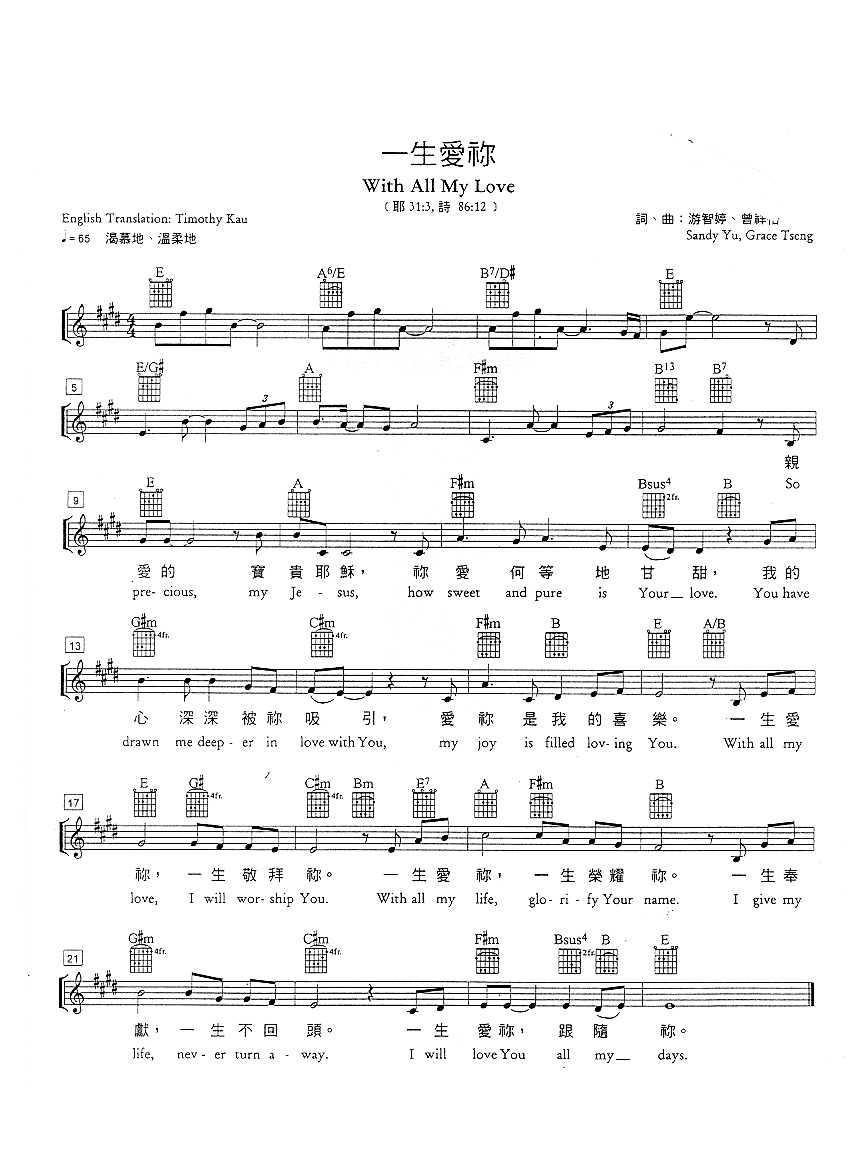 一生愛祢
With All My Love
( 耶 31:3, 詩 86:12 )
English Translation: Timothy Kau
詞、曲：游智婷、曾祥怡
♩= 65 渴慕地、溫柔地
Sandy Yu, Grace Tseng
E A6/E B7/D# E
4/4
E/G# A F#m B13 B7
5
3 3 3
親
So
E A F#m Bsus4 2fr. B
9
愛的 寶貴耶穌， 祢愛何等地甘甜， 我的
pre-cious, my Je-sus, how sweet and pure is Your_ love. You have
G#m 4fr. C#m 4fr. F#m B E A/B
13
心深深被祢吸引， 愛祢是我的喜樂。 一生愛
drawn me deep-er in love with You, my joy is filled lov-ing You. With all my
E G# 4fr. C#m 4fr. Bm E7 A F#m B
17
祢， 一生敬拜祢。 一生愛祢， 一生榮耀祢。 一生奉
love, I will wor-ship You. With all my life, glo-ri-fy Your name. I give my
G#m 4fr. C#m 4fr. F#m Bsus4 2fr. B E
21
獻， 一生不回頭。 一生愛祢， 跟隨祢。
life, nev-er turn a-way. I will love You all my_ days.